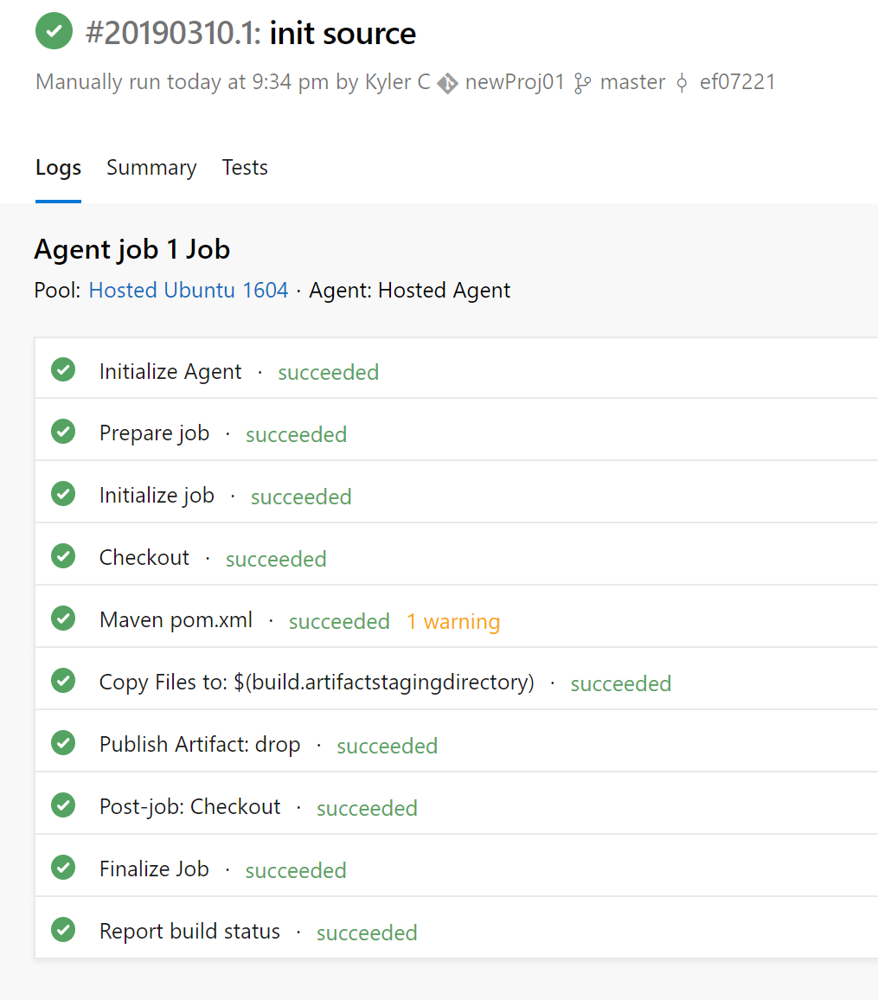 #20190310.1: init source
Manually run today at 9:34 pm by Kyler C newProj01 master ef07221
Logs Summary Tests
Agent job 1 Job
Pool: Hosted Ubuntu 1604 · Agent: Hosted Agent
Initialize Agent · succeeded
Prepare job · succeeded
Initialize job · succeeded
Checkout · succeeded
Maven pom.xml · succeeded 1 warning
Copy Files to: $(build.artifactstagingdirectory) · succeeded
Publish Artifact: drop · succeeded
Post-job: Checkout · succeeded
Finalize Job · succeeded
Report build status · succeeded